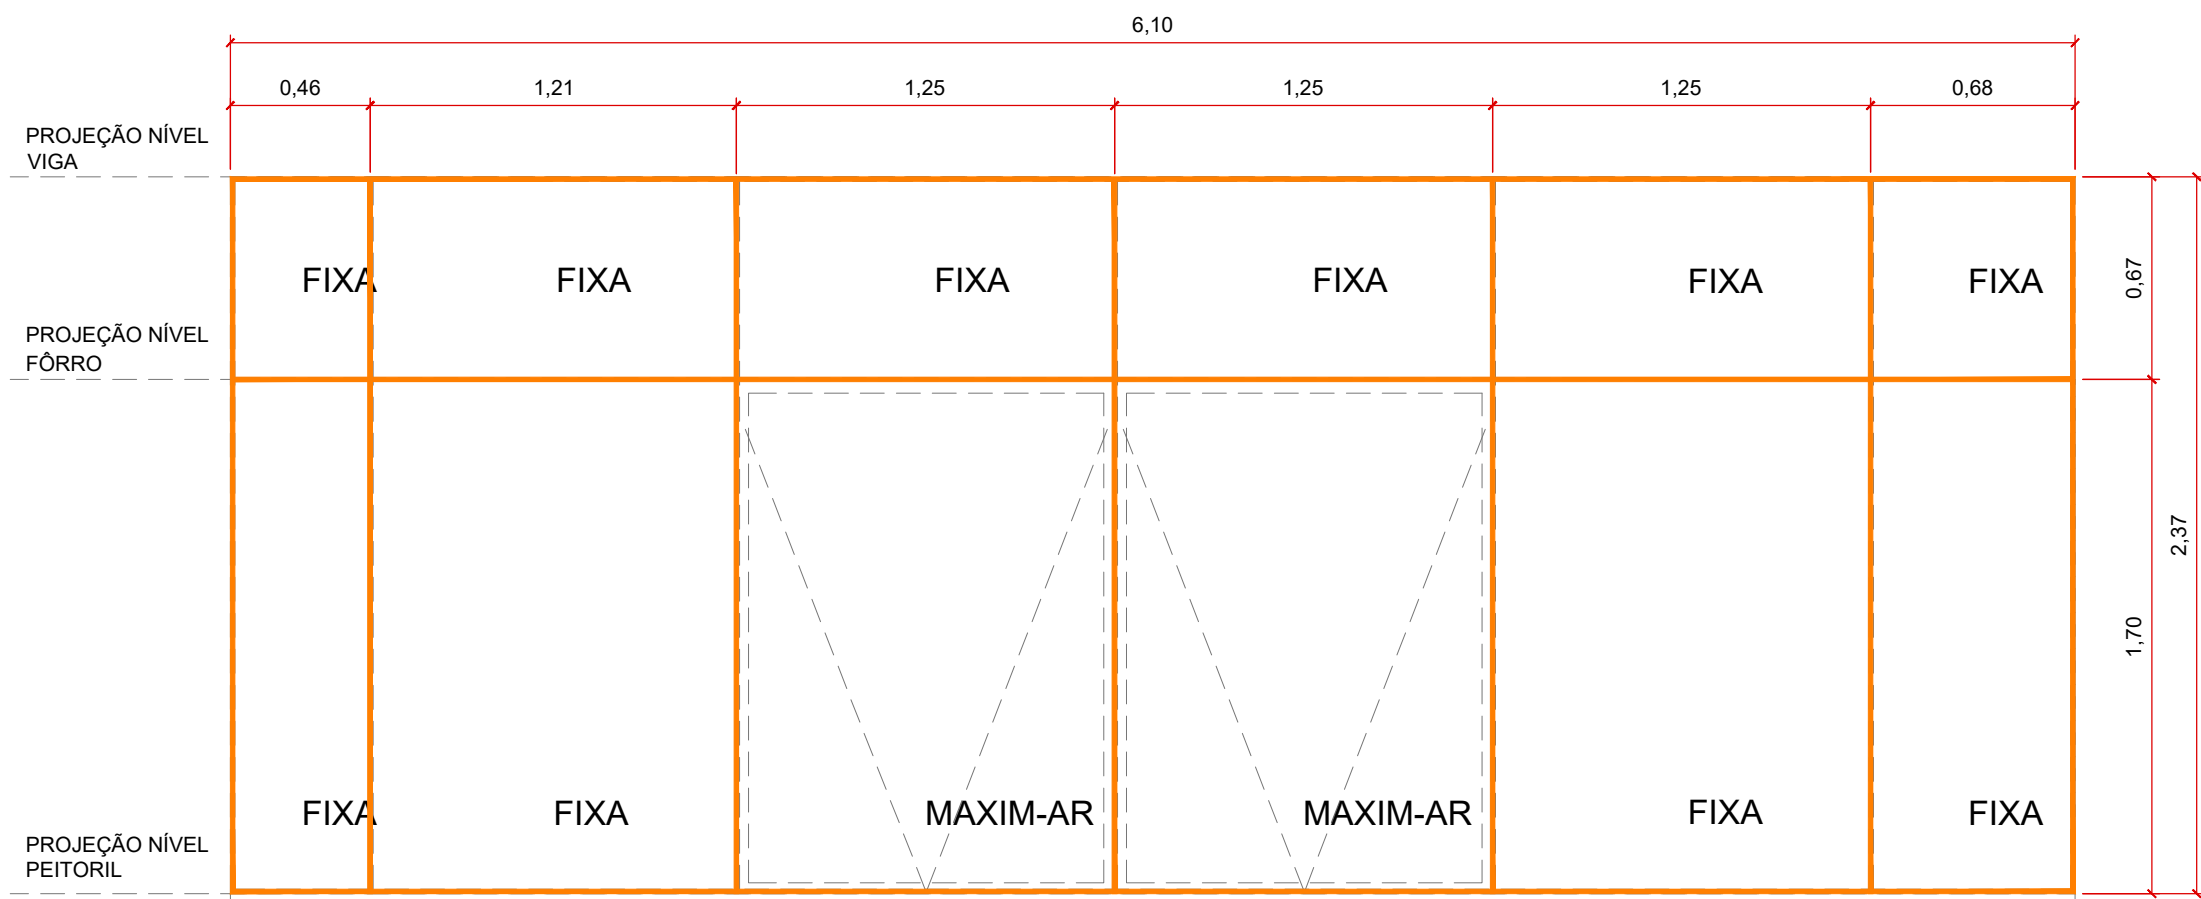 6,10
0,46 1,21 1,25 1,25 1,25 0,68
PROJEÇÃO NÍVEL
VIGA
FIXA FIXA FIXA FIXA FIXA FIXA
0,67
PROJEÇÃO NÍVEL
FÔRRO
2,37
1,70
FIXA FIXA MAXIM-AR MAXIM-AR FIXA FIXA
PROJEÇÃO NÍVEL
PEITORIL